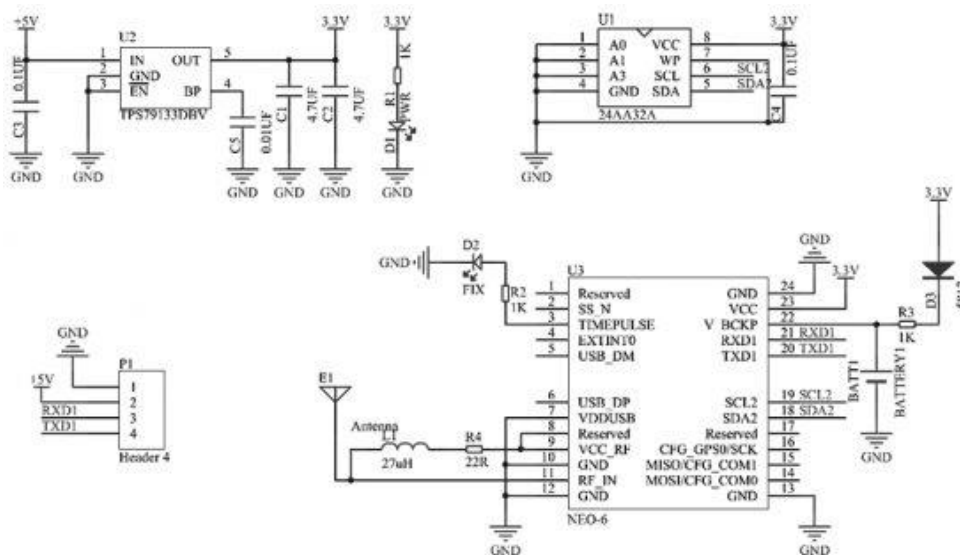 +5V
3.3V
3.3V
U2
1 IN OUT 5
2 GND
3 EN BP 4
TPS79133DBV
0.1UF
C3
C5
0.01UF
C1
4.7UF
C2
4.7UF
1K
R1
PWR
D1
GND
GND
GND
GND
GND
GND
U1
3.3V
1 A0 VCC 8
2 A1 WP 7
3 A3 SCL 6 SCL2
4 GND SDA 5 SDA2
24AA32A
0.1UF
C4
GND
GND
D2
FIX
R2
1K
U3
GND
3.3V
3.3V
D3
R3
1K
1 Reserved GND 24
2 SS_N VCC 23
3 TIMEPULSE V_BCKP 22
4 EXTINT0 RXD1 21 RXD1
5 USB_DM TXD1 20 TXD1
6 USB_DP SCL2 19 SCL2
7 VDDUSB SDA2 18 SDA2
8 Reserved Reserved 17
9 VCC_RF CFG_GPS0/SCK 16
10 GND MISO/CFG_COM1 15
11 RF_IN MOSI/CFG_COM0 14
12 GND GND 13
NEO-6
BATT1
BATTERY1
GND
GND
GND
E1
Antenna
L1
27uH
R4
22R
GND
P1
15V
RXD1
TXD1
1
2
3
4
Header 4